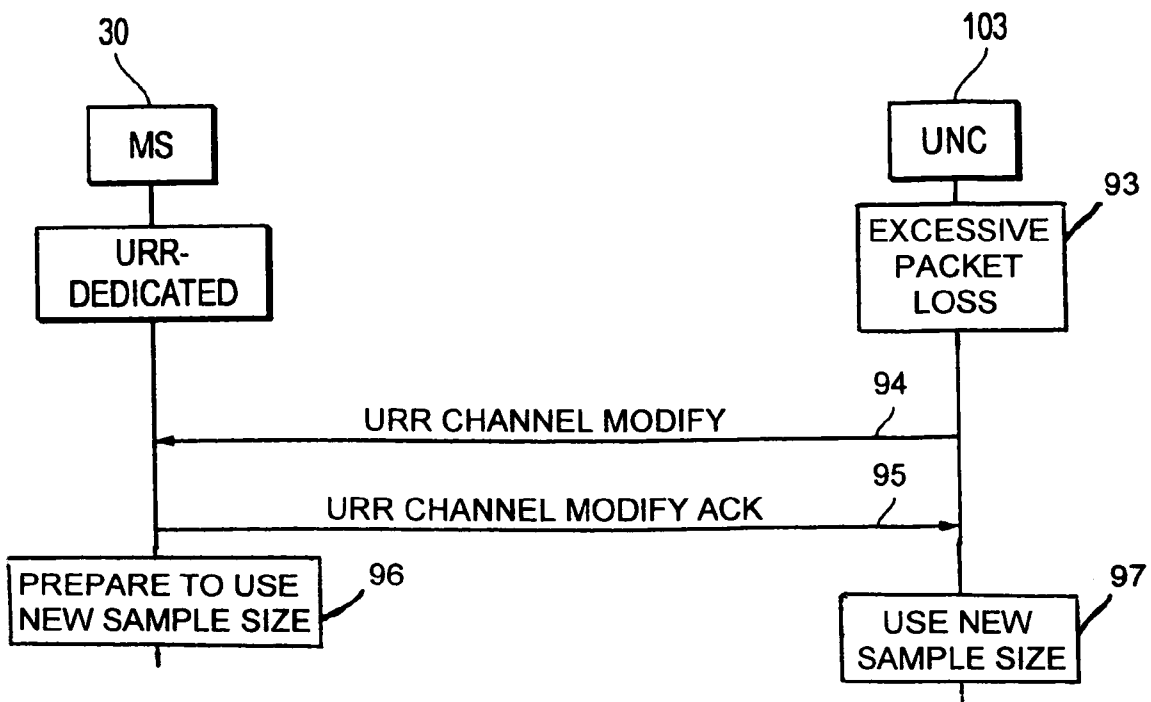 30
103
MS
UNC
93
URR-
DEDICATED
EXCESSIVE
PACKET
LOSS
94
URR CHANNEL MODIFY
95
URR CHANNEL MODIFY ACK
PREPARE TO USE
NEW SAMPLE SIZE
96
97
USE NEW
SAMPLE SIZE